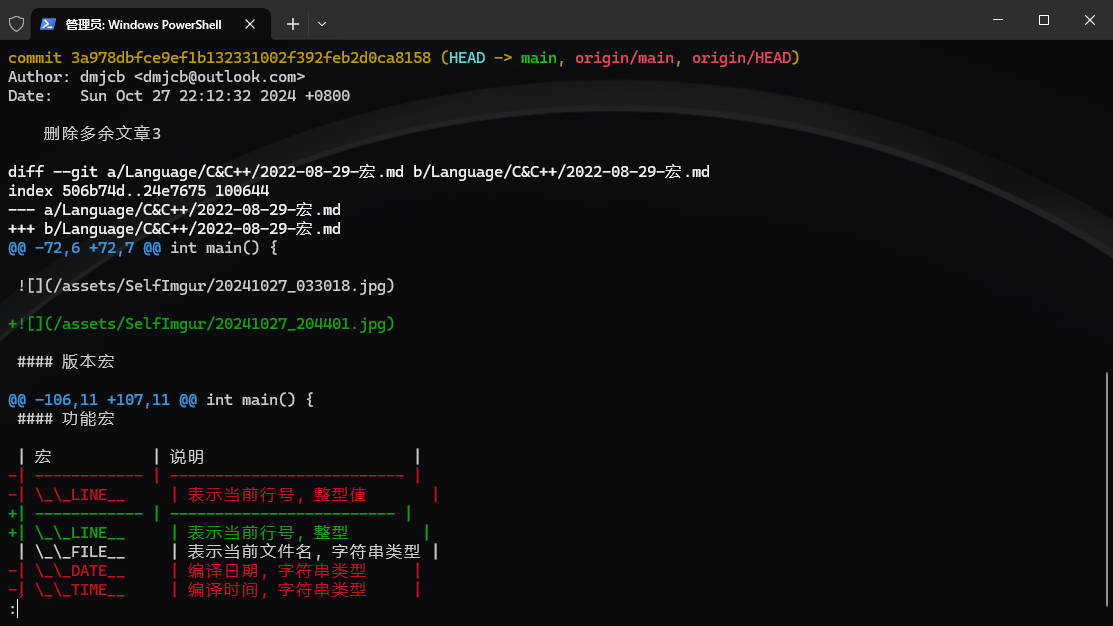 管理员: Windows PowerShell
commit 3a978dbfce9ef1b132331002f392feb2d0ca8158 (HEAD -> main, origin/main, origin/HEAD)
Author: dmjcb <dmjcb@outlook.com>
Date:   Sun Oct 27 22:12:32 2024 +0800
    删除多余文章3
diff --git a/Language/C&C++/2022-08-29-宏.md b/Language/C&C++/2022-08-29-宏.md
index 506b74d..24e7675 100644
--- a/Language/C&C++/2022-08-29-宏.md
+++ b/Language/C&C++/2022-08-29-宏.md
@@ -72,6 +72,7 @@ int main() {
 ![](/assets/SelfImgur/20241027_033018.jpg)
+![](/assets/SelfImgur/20241027_204401.jpg)
 #### 版本宏
@@ -106,11 +107,11 @@ int main() {
 #### 功能宏
 | 宏           | 说明                       |
-| ------------ | -------------------------- |
-| \_\_LINE__     | 表示当前行号, 整型值       |
+| ------------ | ------------------------- |
+| \_\_LINE__     | 表示当前行号, 整型        |
 | \_\_FILE__     | 表示当前文件名, 字符串类型 |
-| \_\_DATE__     | 编译日期, 字符串类型     |
-| \_\_TIME__     | 编译时间, 字符串类型     |
: